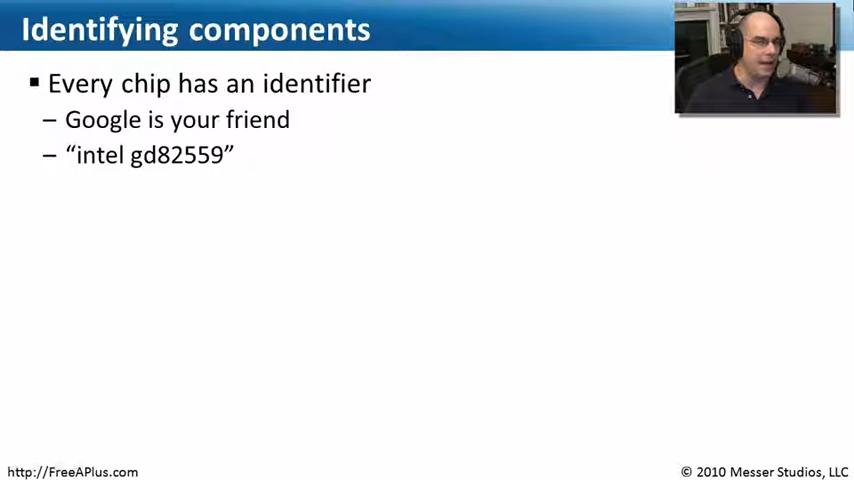 Identifying components
▪ Every chip has an identifier
– Google is your friend
– “intel gd82559”
http://FreeAPlus.com
© 2010 Messer Studios, LLC